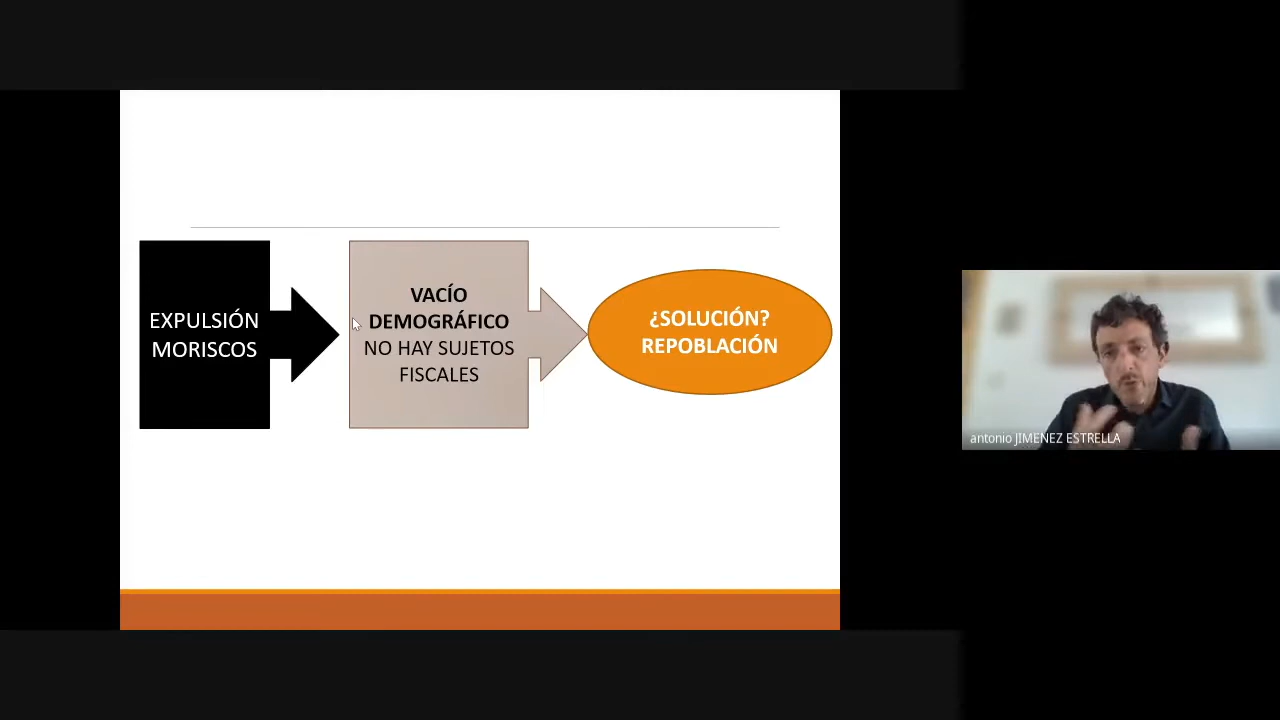 EXPULSIÓN
MORISCOS
VACÍO
DEMOGRÁFICO
NO HAY SUJETOS
FISCALES
¿SOLUCIÓN?
REPOBLACIÓN
antonio JIMENEZ ESTRELLA